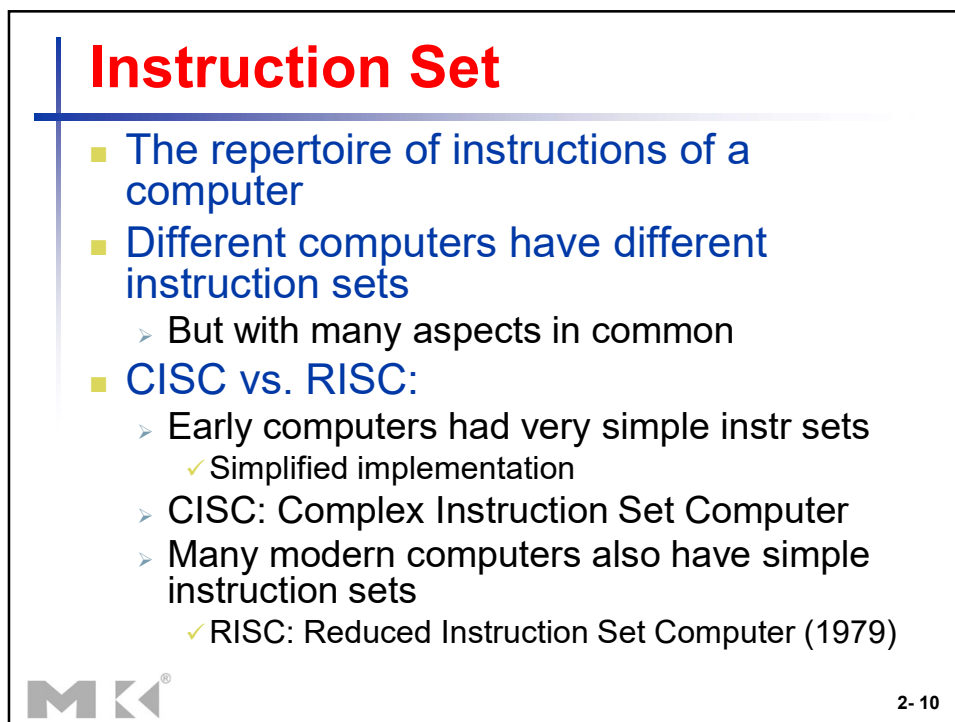 Instruction Set
The repertoire of instructions of a
computer
Different computers have different
instruction sets
But with many aspects in common
CISC vs. RISC:
Early computers had very simple instr sets
Simplified implementation
CISC: Complex Instruction Set Computer
Many modern computers also have simple
instruction sets
RISC: Reduced Instruction Set Computer (1979)
MK®
2- 10